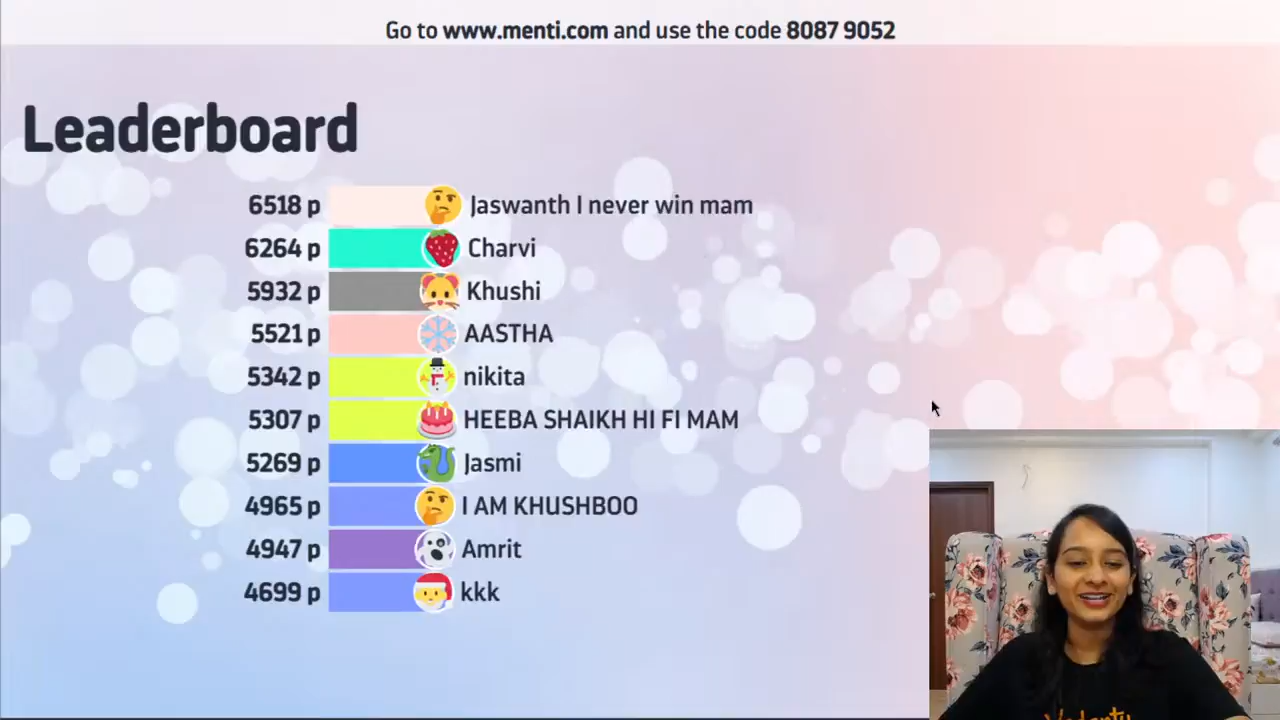 Go to www.menti.com and use the code 8087 9052
Leaderboard
6518 p Jaswanth I never win mam
6264 p Charvi
5932 p Khushi
5521 p AASTHA
5342 p nikita
5307 p HEEBA SHAIKH HI FI MAM
5269 p Jasmi
4965 p I AM KHUSHBOO
4947 p Amrit
4699 p kkk